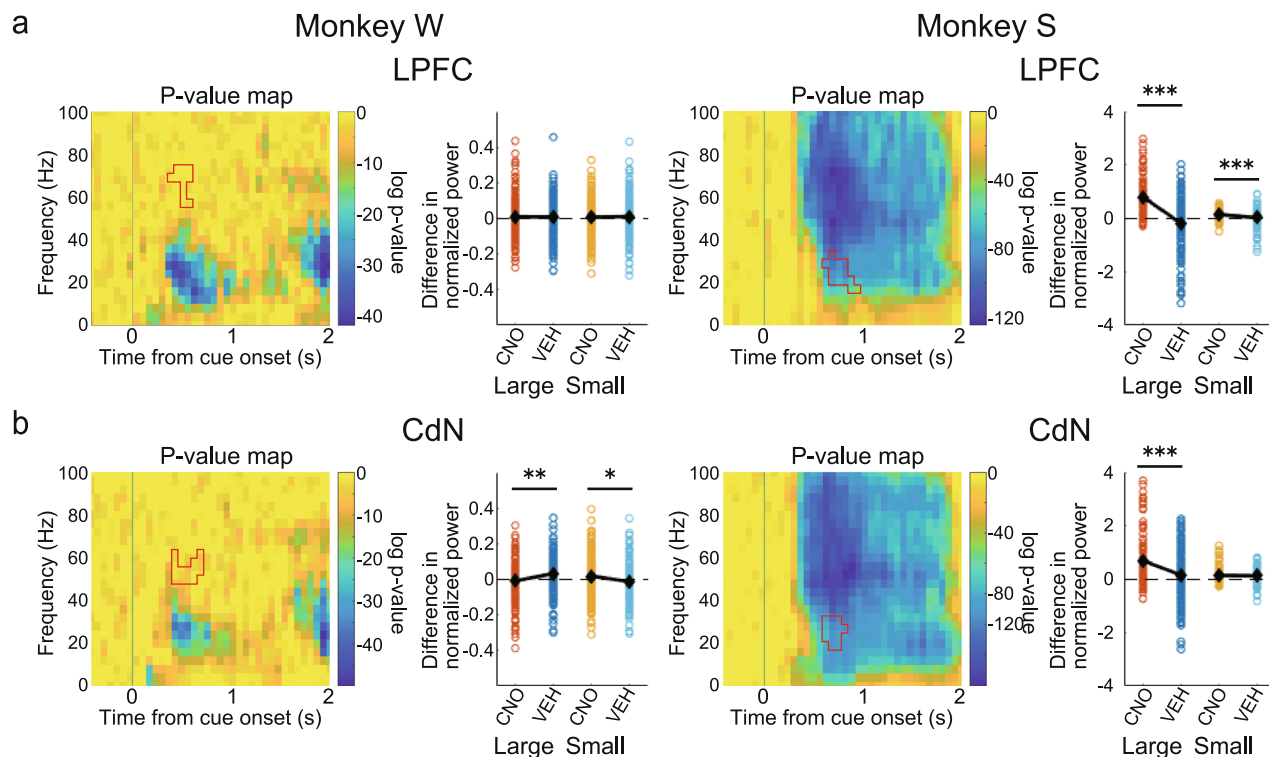 a
Monkey W
Monkey S
LPFC
LPFC
P-value map
100
80
60
40
20
0
Frequency (Hz)
0
1
2
Time from cue onset (s)
0
-10
-20
-30
-40
log p-value
Difference in
normalized power
0.4
0.2
0
-0.2
-0.4
CNO
VEH
CNO
VEH
Large Small
P-value map
100
80
60
40
20
0
Frequency (Hz)
0
1
2
Time from cue onset (s)
0
-40
-80
-120
log p-value
Difference in
normalized power
4
2
0
-2
-4
***
***
CNO
VEH
CNO
VEH
Large Small
b
CdN
CdN
P-value map
100
80
60
40
20
0
Frequency (Hz)
0
1
2
Time from cue onset (s)
0
-10
-20
-30
-40
log p-value
Difference in
normalized power
0.4
0.2
0
-0.2
-0.4
**
*
CNO
VEH
CNO
VEH
Large Small
P-value map
100
80
60
40
20
0
Frequency (Hz)
0
1
2
Time from cue onset (s)
0
-40
-80
-120
log p-value
Difference in
normalized power
4
2
0
-2
-4
***
CNO
VEH
CNO
VEH
Large Small